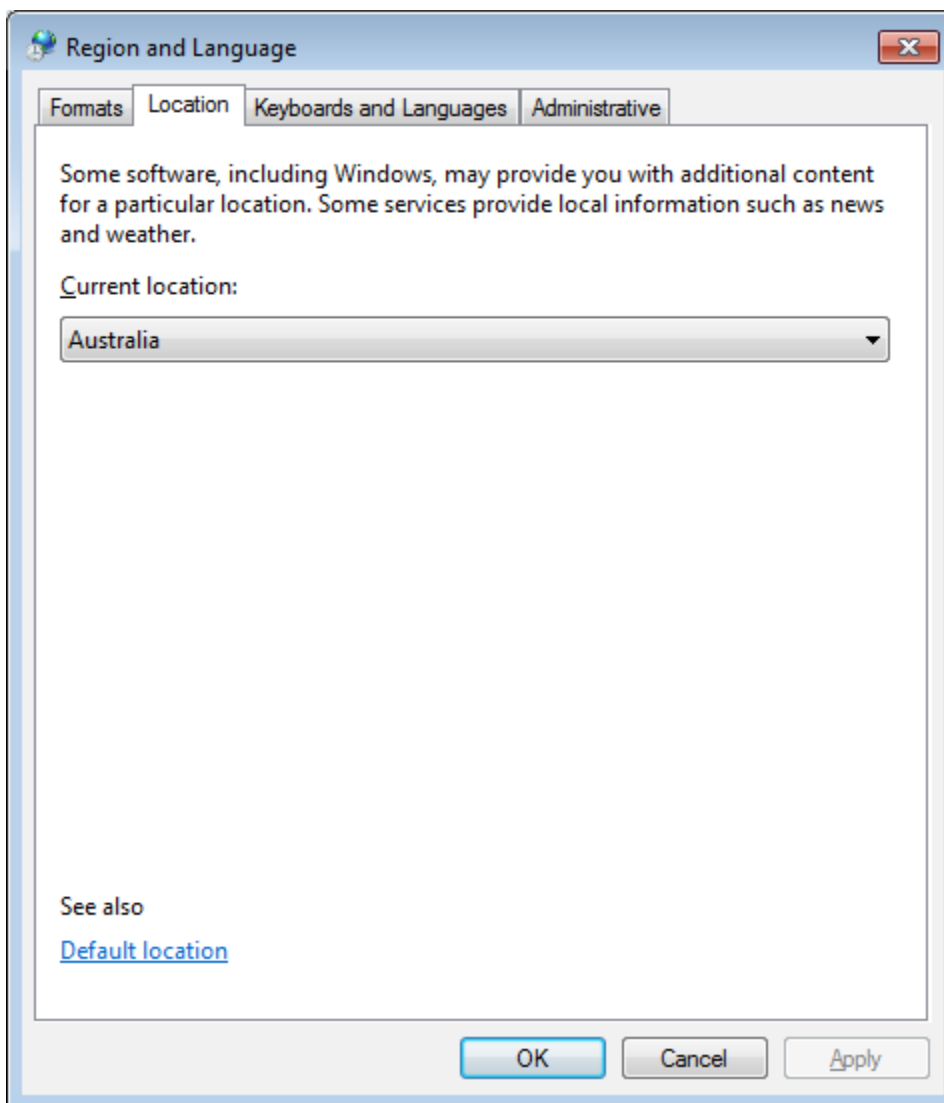 Region and Language
Formats Location Keyboards and Languages Administrative
Some software, including Windows, may provide you with additional content
for a particular location. Some services provide local information such as news
and weather.
Current location:
Australia
See also
Default location
OK Cancel Apply